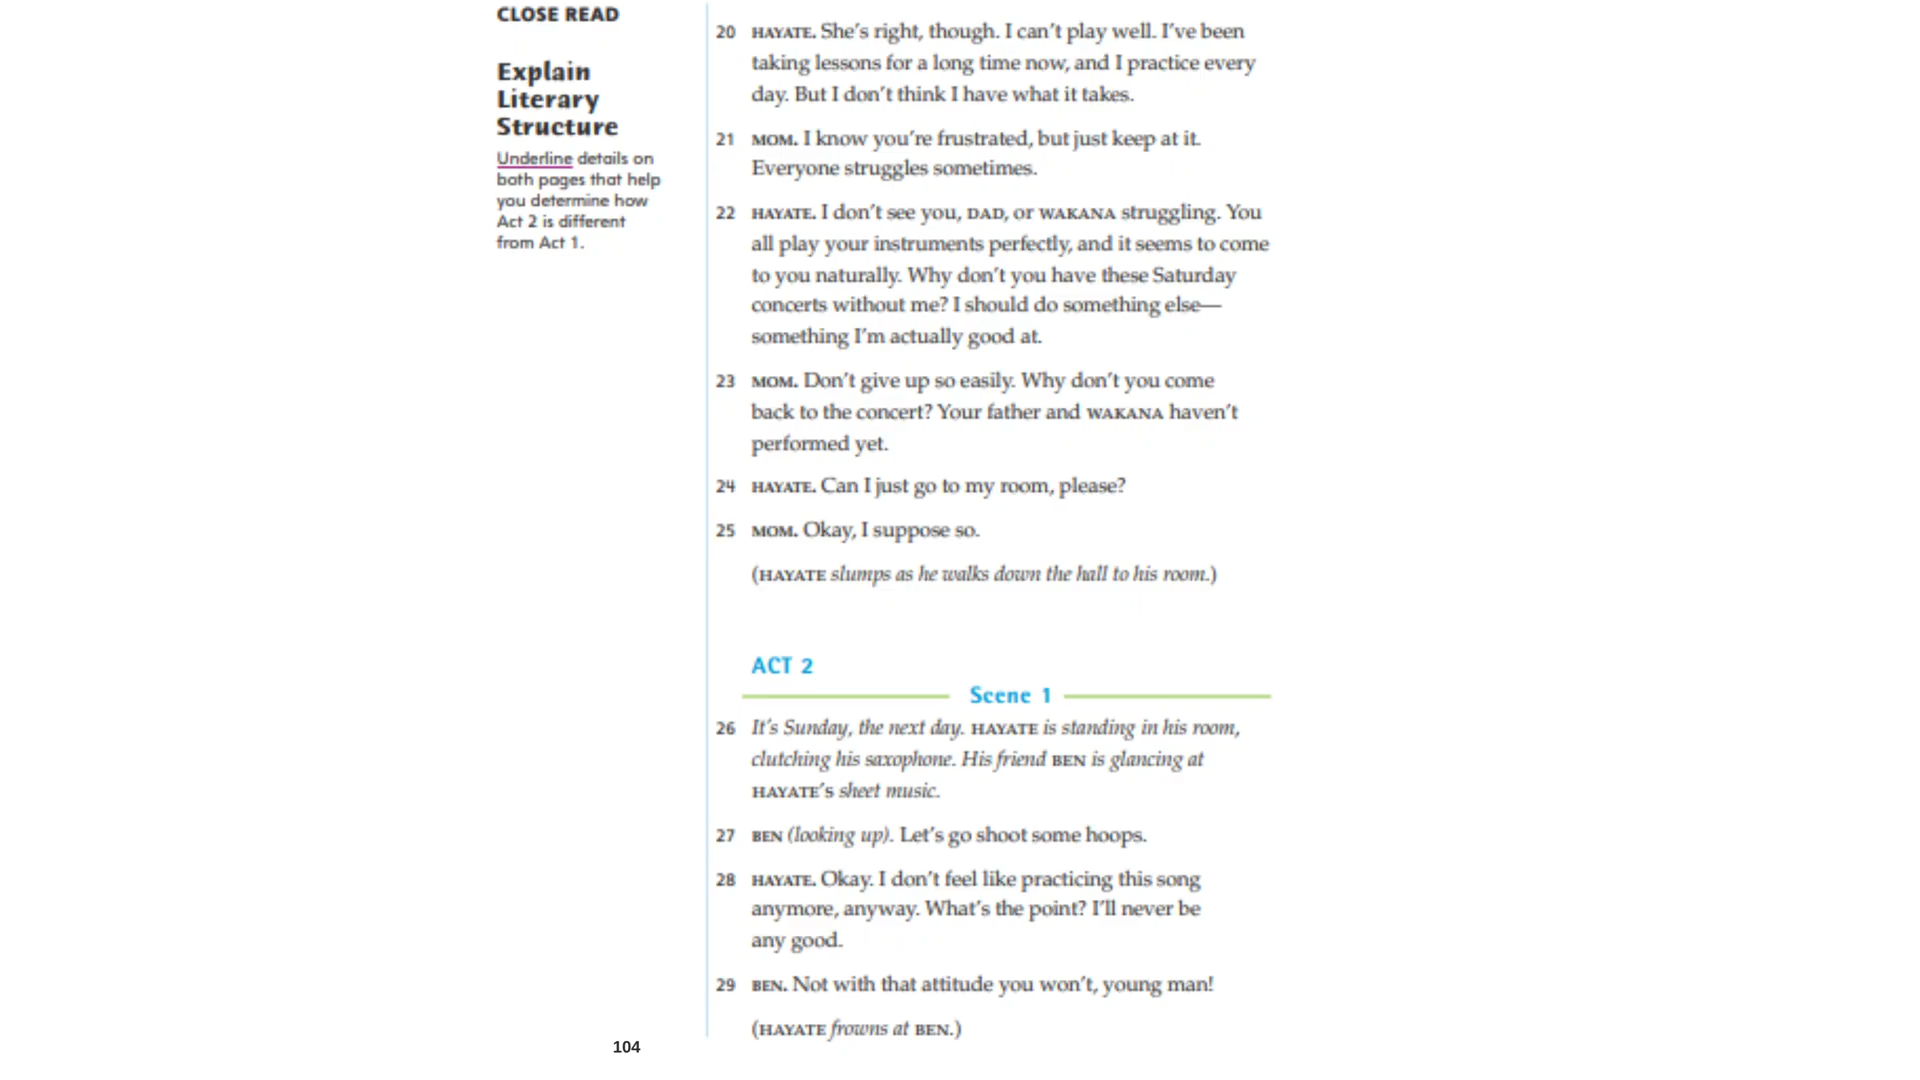 CLOSE READ
Explain
Literary
Structure
Underline details on
both pages that help
you determine how
Act 2 is different
from Act 1.
20 HAYATE. She's right, though. I can't play well. I've been
taking lessons for a long time now, and I practice every
day. But I don't think I have what it takes.
21 MOM. I know you're frustrated, but just keep at it.
Everyone struggles sometimes.
22 HAYATE. I don't see you, DAD, or WAKANA struggling. You
all play your instruments perfectly, and it seems to come
to you naturally. Why don't you have these Saturday
concerts without me? I should do something else—
something I'm actually good at.
23 MOM. Don't give up so easily. Why don't you come
back to the concert? Your father and WAKANA haven't
performed yet.
24 HAYATE. Can I just go to my room, please?
25 MOM. Okay, I suppose so.
(HAYATE slumps as he walks down the hall to his room.)
ACT 2
Scene 1
26 It's Sunday, the next day. HAYATE is standing in his room,
clutching his saxophone. His friend BEN is glancing at
HAYATE's sheet music.
27 BEN (looking up). Let's go shoot some hoops.
28 HAYATE. Okay. I don't feel like practicing this song
anymore, anyway. What's the point? I'll never be
any good.
29 BEN. Not with that attitude you won't, young man!
(HAYATE frowns at BEN.)
104